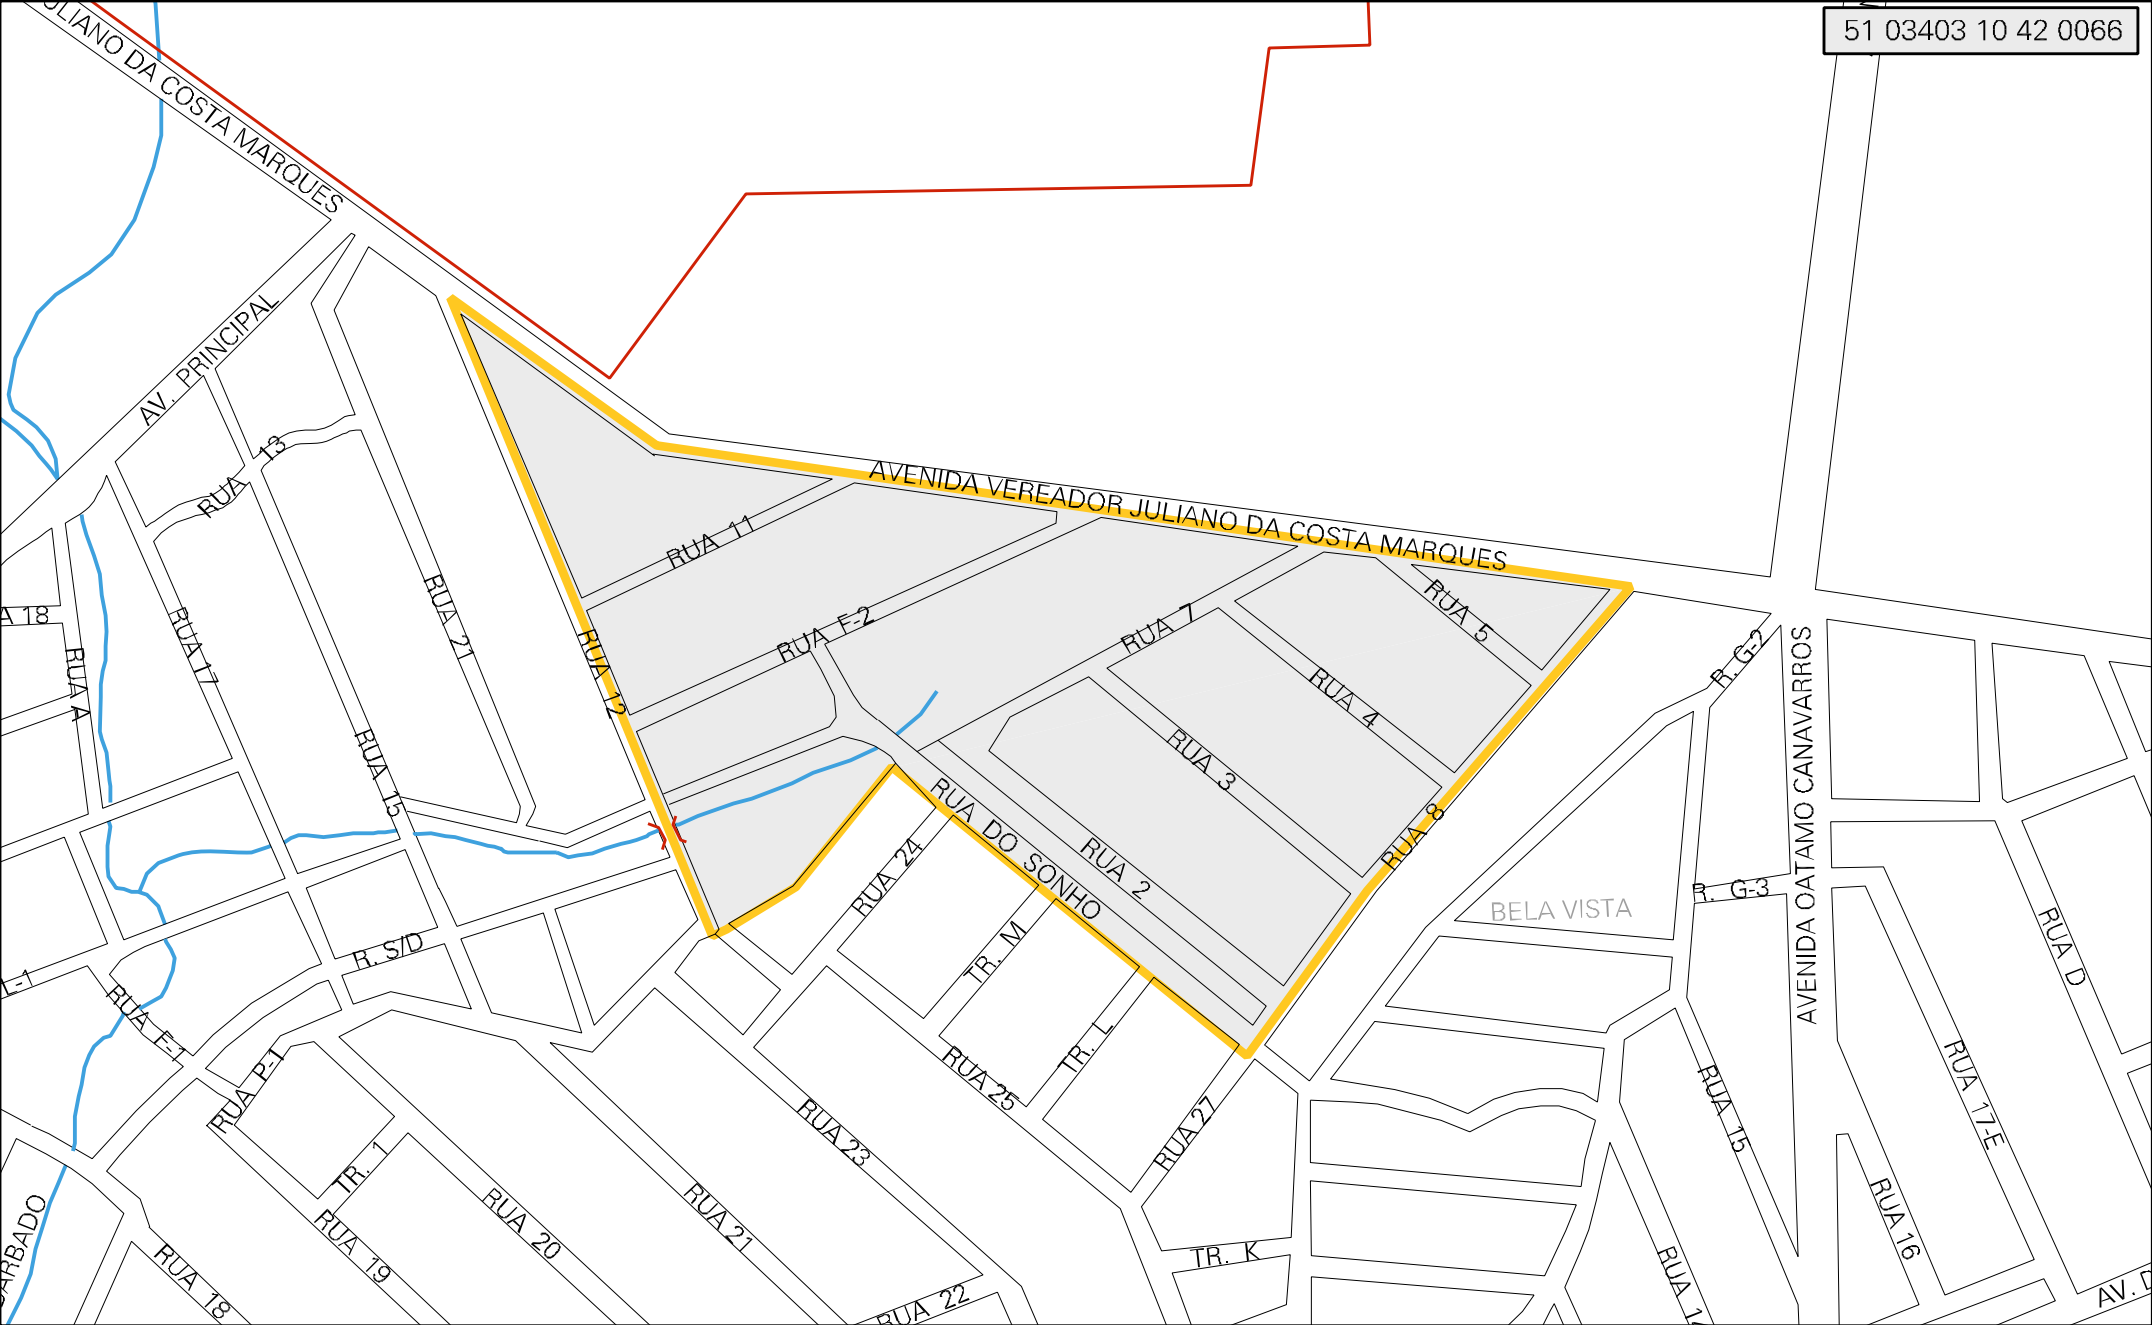 51 03403 10 42 0066
JULIANO DA COSTA MARQUES
AV. PRINCIPAL
RUA 13
RUA 11
AVENIDA VEREADOR JULIANO DA COSTA MARQUES
RUA F-2
RUA 7
RUA 5
RUA 4
RUA 3
RUA 2
RUA 8
RUA DO SONHO
RUA 12
RUA 21
RUA 17
RUA 15
RUA A
A 18
R. G-2
R. G-3
AVENIDA OATAMO CANAVARROS
BELA VISTA
RUA D
RUA 24
TR. M
TR. L
RUA 25
RUA 27
RUA 23
R. S/D
L-1
RUA F-1
RUA P-1
TR. 1
RUA 20
RUA 19
RUA 18
RUA 21
RUA 22
TR. K
RUA 15
RUA 17-E
RUA 16
RUA 14
AV. D
BARBADO